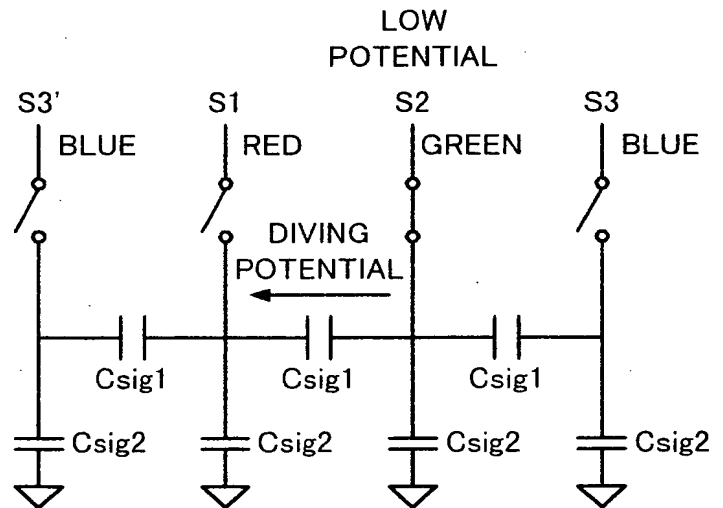 LOW
POTENTIAL
S3' S1 S2 S3
BLUE RED GREEN BLUE
DIVING
POTENTIAL
Csig1 Csig1 Csig1
Csig2 Csig2 Csig2 Csig2